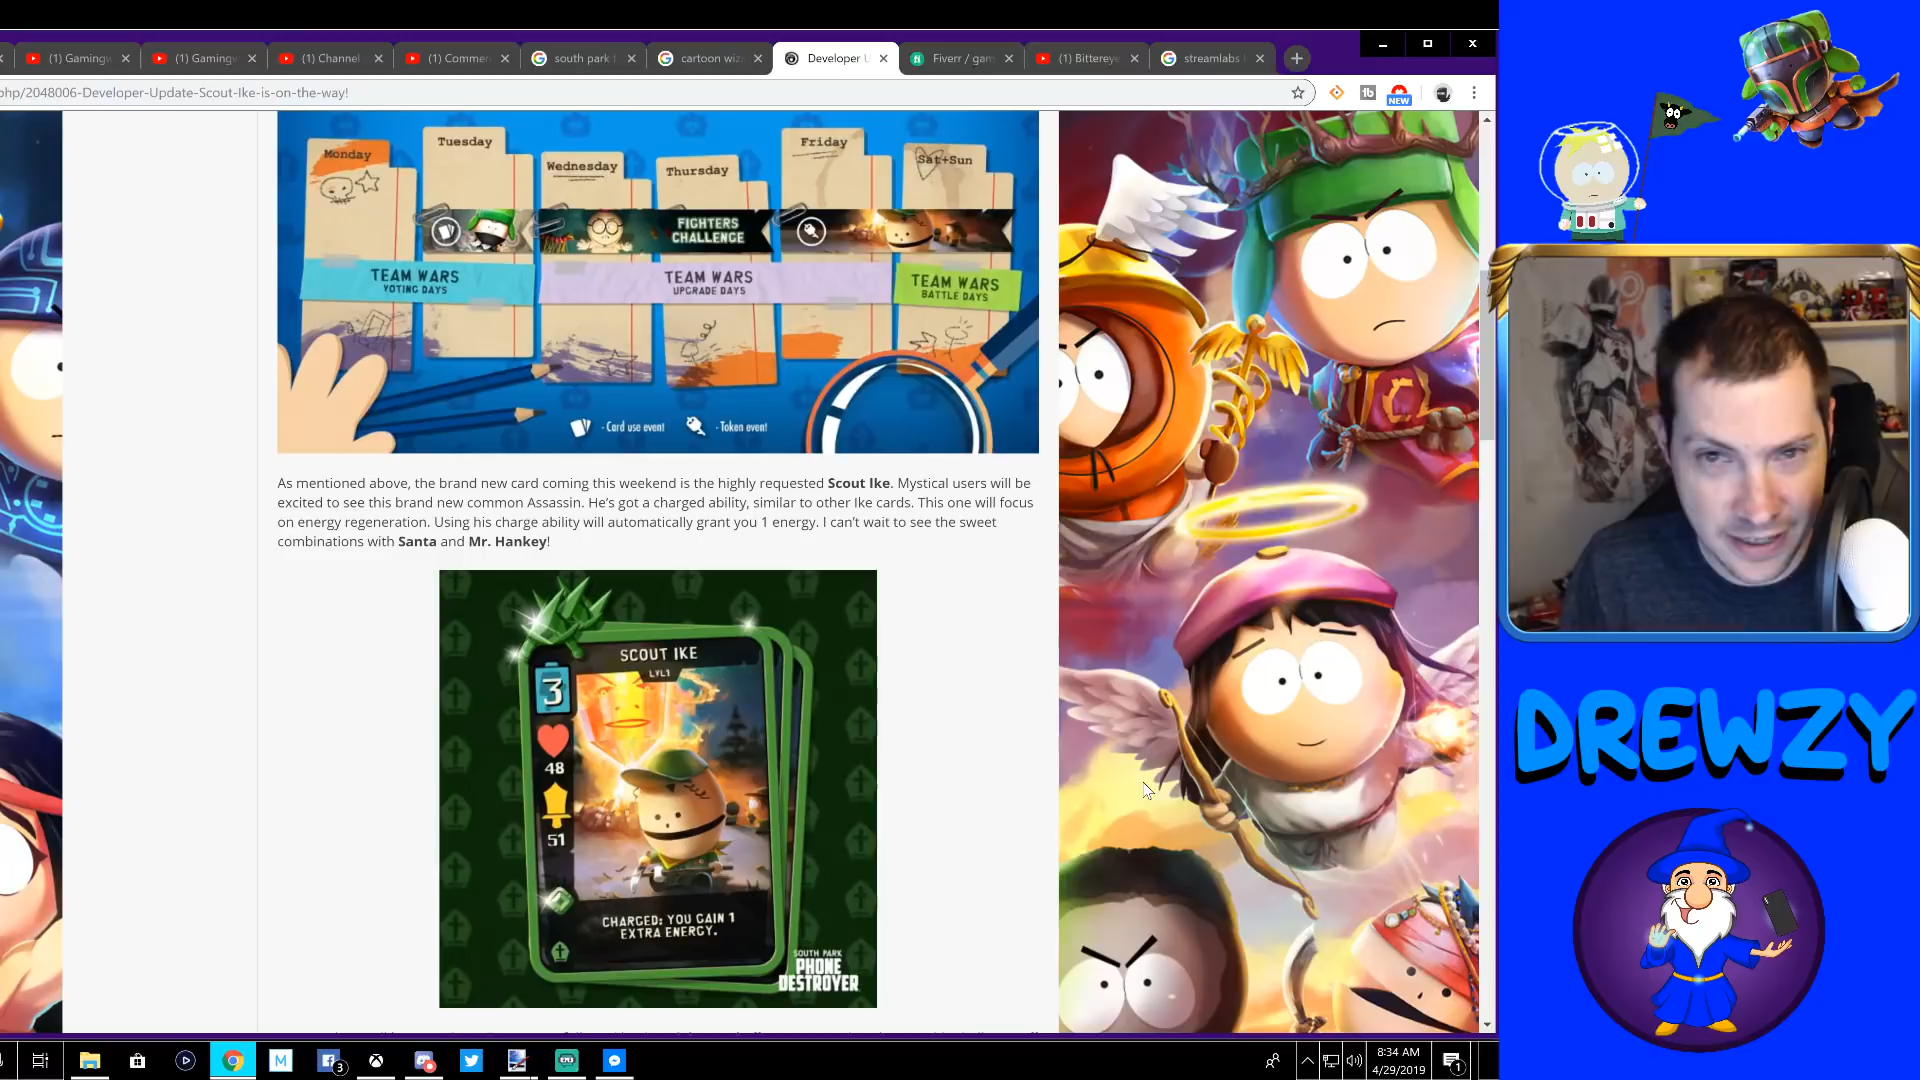 (1) Gamingw
(1) Gamingw
(1) Channel
(1) Commen
south park f
cartoon wiz
Developer U
Fiverr / gam
(1) Bittereye
streamlabs l
php/2048006-Developer-Update-Scout-Ike-is-on-the-way!
NEW
Monday
Tuesday
Wednesday
Thursday
Friday
Sat+Sun
FIGHTERS
CHALLENGE
TEAM WARS
VOTING DAYS
TEAM WARS
UPGRADE DAYS
TEAM WARS
BATTLE DAYS
- Card use event
- Token event
As mentioned above, the brand new card coming this weekend is the highly requested Scout Ike. Mystical users will be
excited to see this brand new common Assassin. He's got a charged ability, similar to other Ike cards. This one will focus
on energy regeneration. Using his charge ability will automatically grant you 1 energy. I can't wait to see the sweet
combinations with Santa and Mr. Hankey!
SCOUT IKE
LVL1
3
48
51
CHARGED: YOU GAIN 1
EXTRA ENERGY.
SOUTH PARK
PHONE
DESTROYER
DREWZY
M
3
8:34 AM
4/29/2019
1